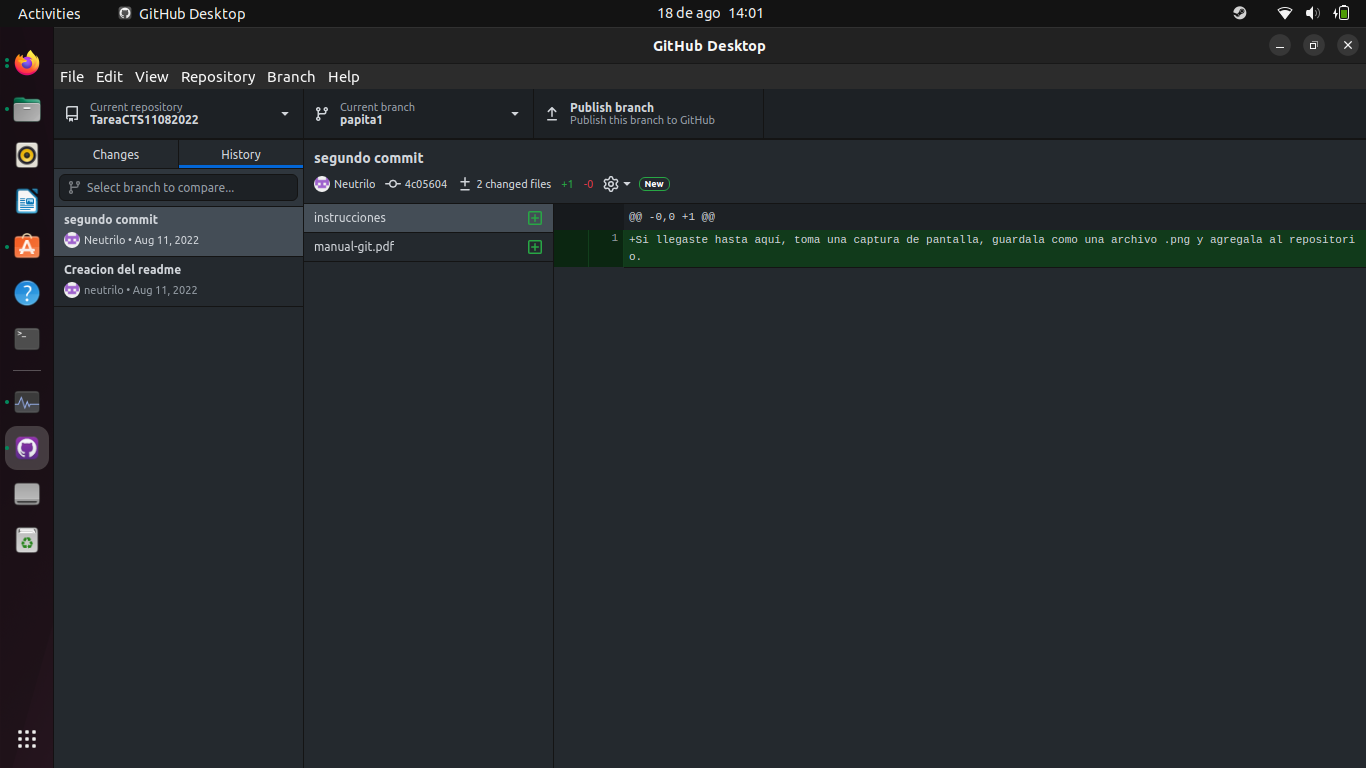 Activities GitHub Desktop 18 de ago 14:01
GitHub Desktop
File Edit View Repository Branch Help
Current repository
TareaCTS11082022
Current branch
papita1
Publish branch
Publish this branch to GitHub
Changes History
Select branch to compare...
segundo commit
Neutrilo • Aug 11, 2022
Creacion del readme
neutrilo • Aug 11, 2022
segundo commit
Neutrilo 4c05604 2 changed files +1 -0 New
instrucciones
manual-git.pdf
@@ -0,0 +1 @@
1 +Si llegaste hasta aquí, toma una captura de pantalla, guardala como una archivo .png y agregala al repositori
o.